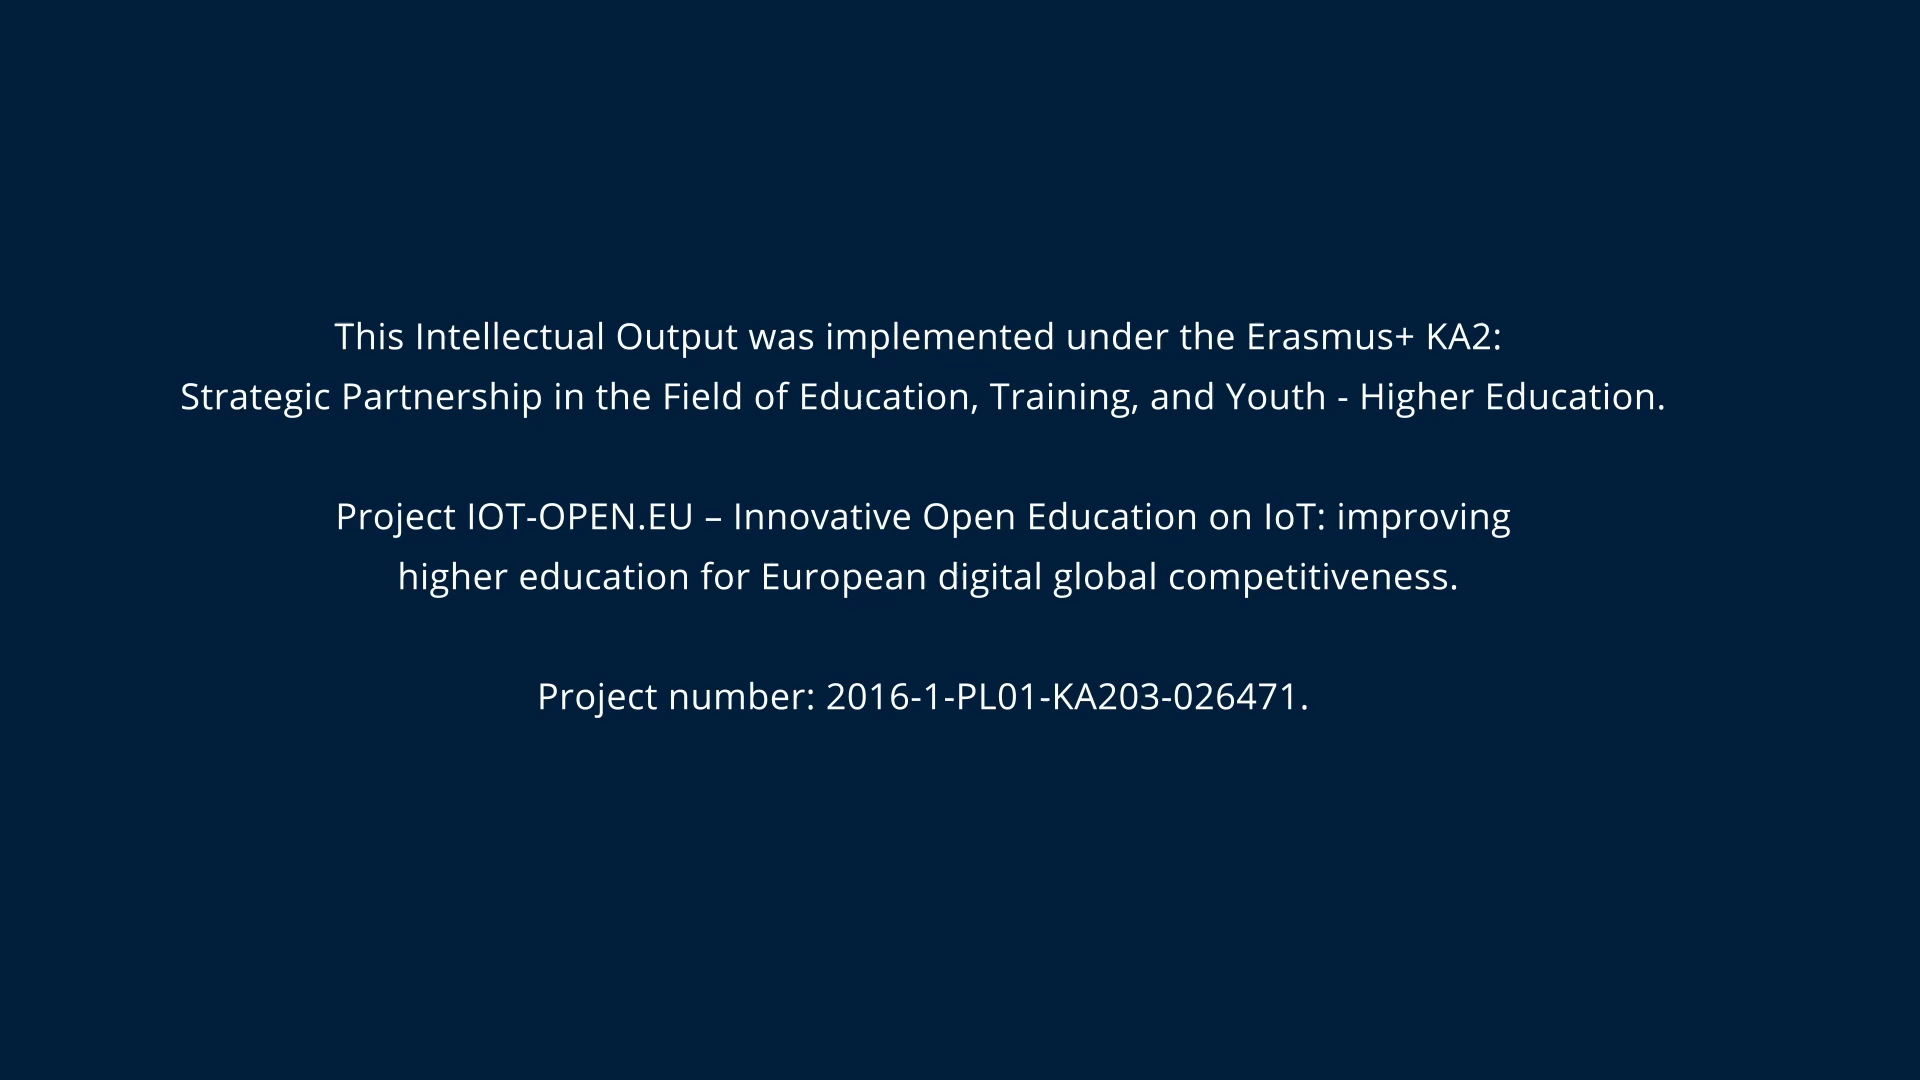 This Intellectual Output was implemented under the Erasmus+ KA2:
Strategic Partnership in the Field of Education, Training, and Youth - Higher Education.
Project IOT-OPEN.EU – Innovative Open Education on IoT: improving
higher education for European digital global competitiveness.
Project number: 2016-1-PL01-KA203-026471.